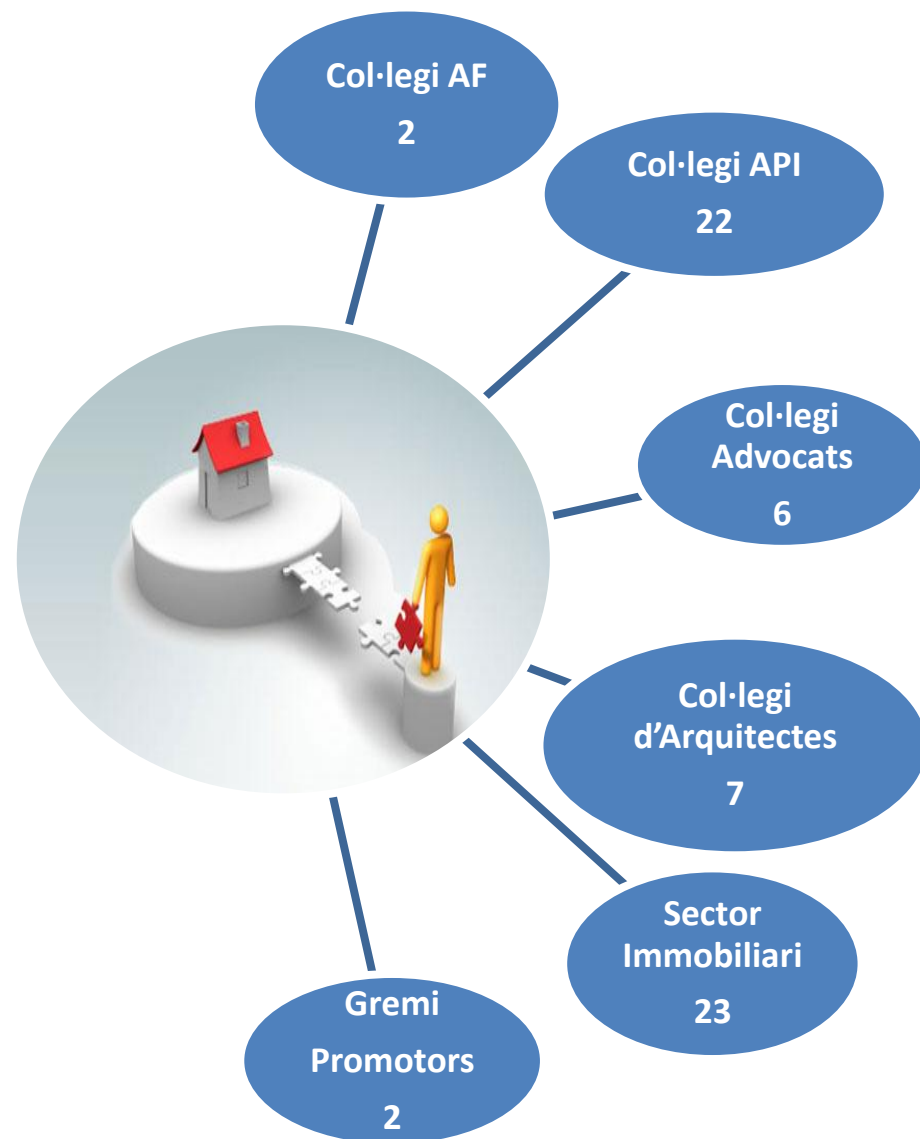 Col·legi AF
2
Col·legi API
22
Col·legi
Advocats
6
Col·legi
d’Arquitectes
7
Sector
Immobiliari
23
Gremi
Promotors
2